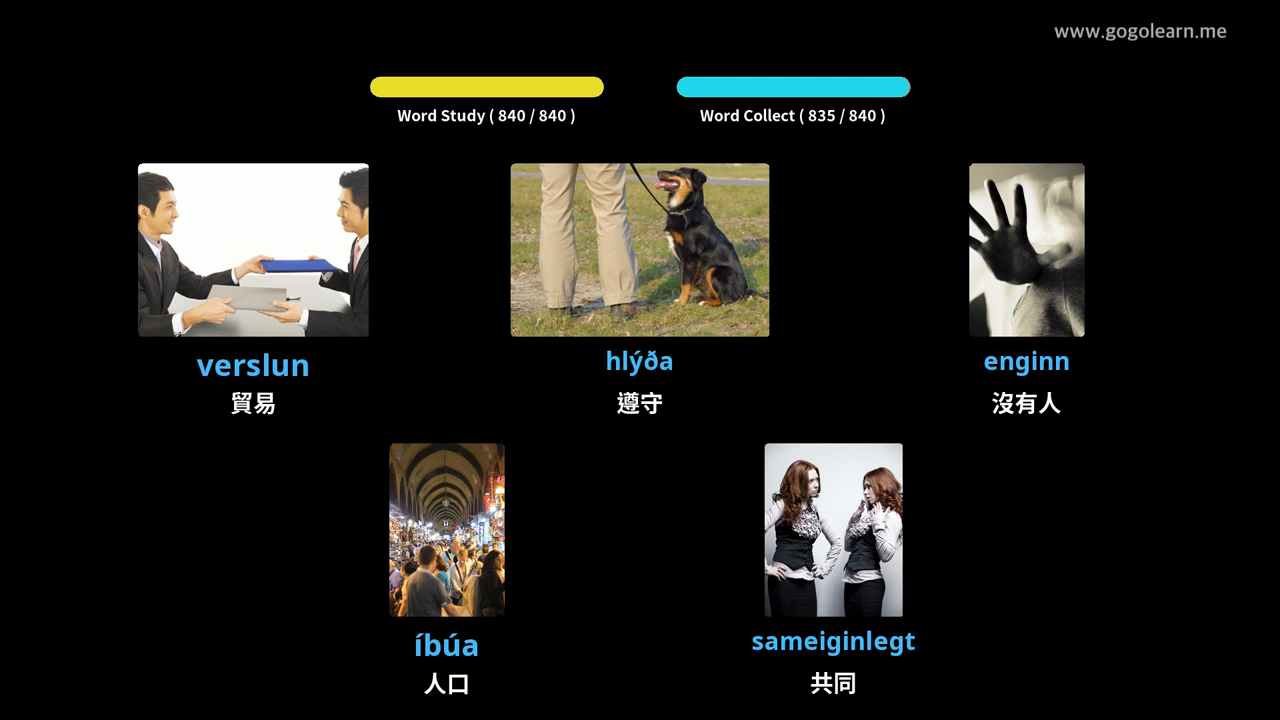 www.gogolearn.me
Word Study ( 840 / 840 )
Word Collect ( 835 / 840 )
verslun
貿易
hlýða
遵守
enginn
沒有人
íbúa
人口
sameiginlegt
共同